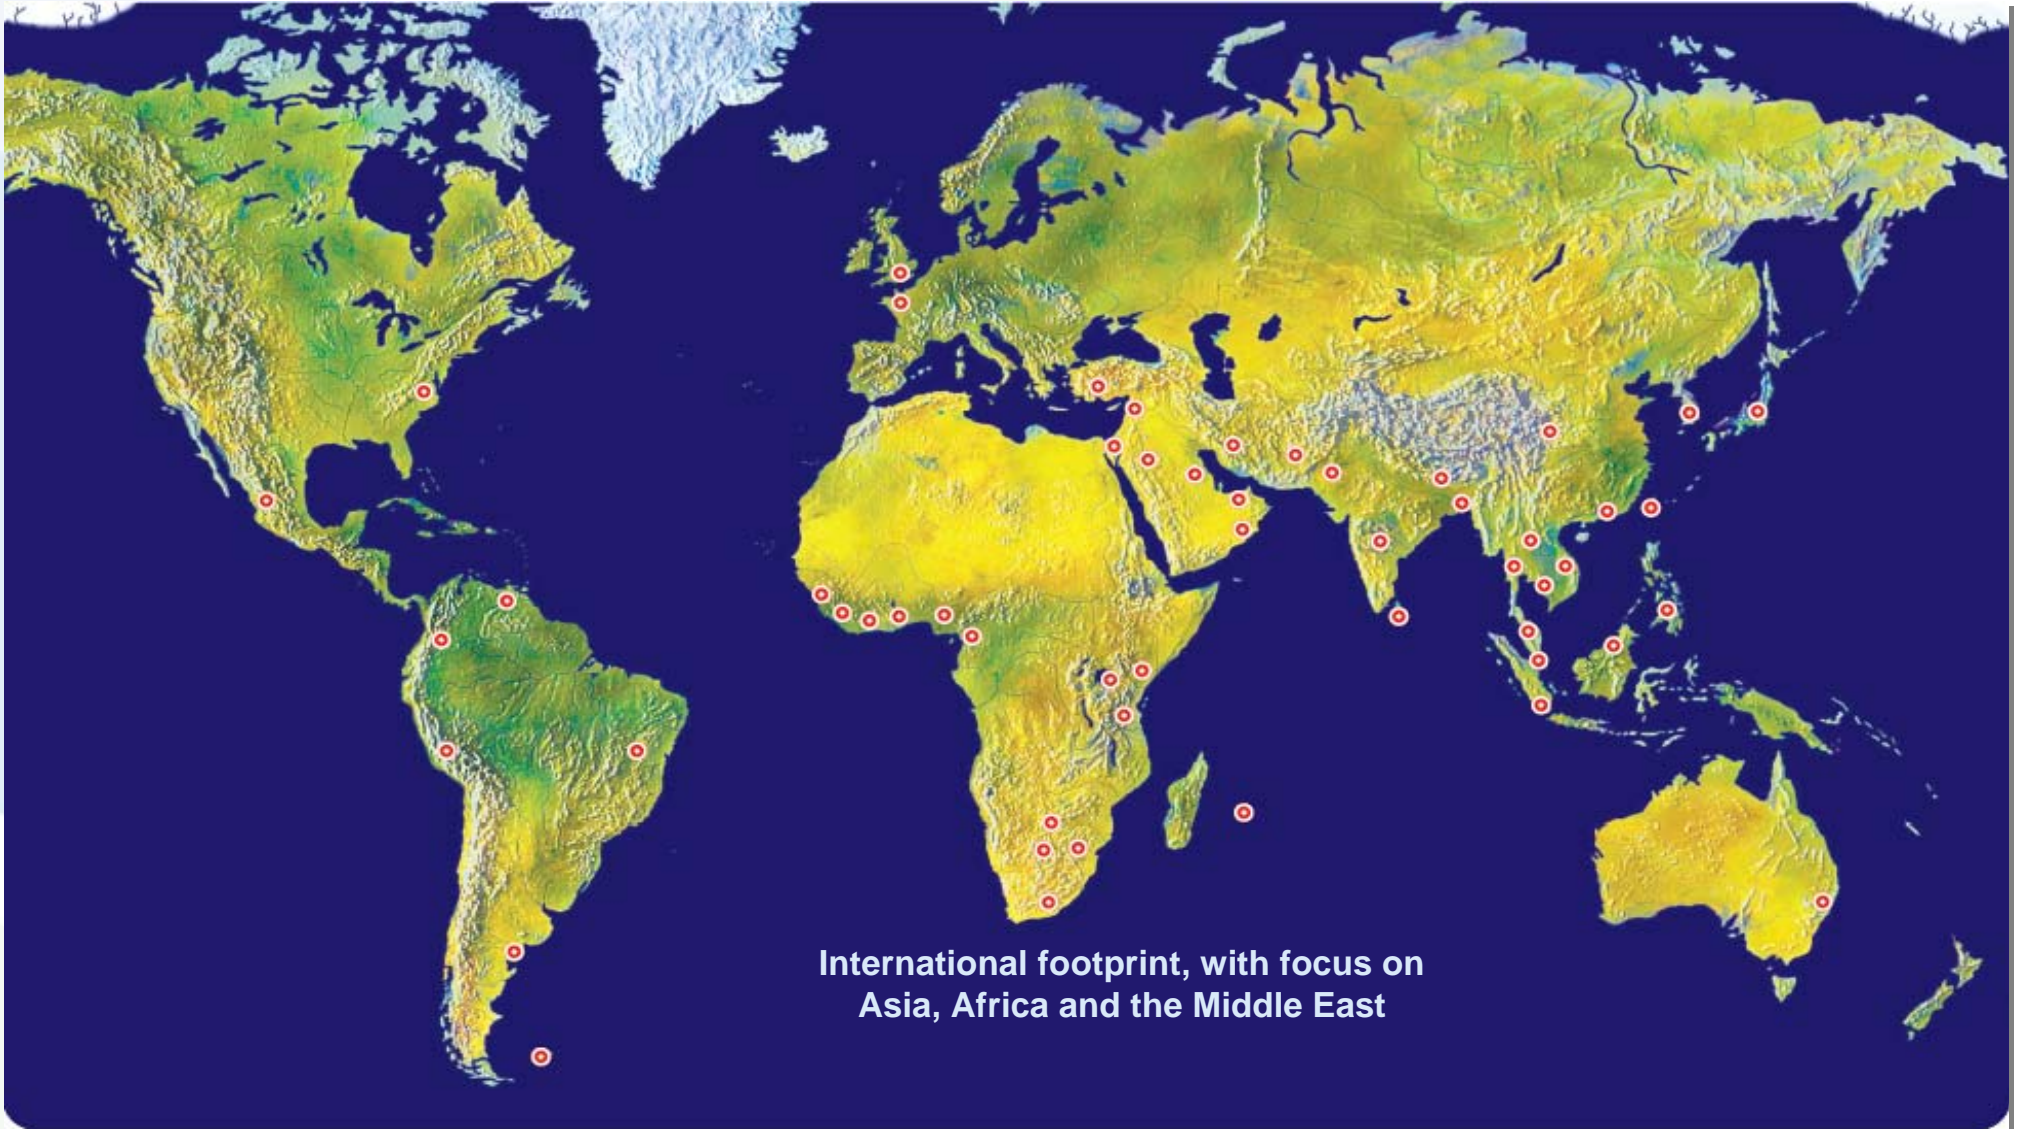 International footprint, with focus on
Asia, Africa and the Middle East